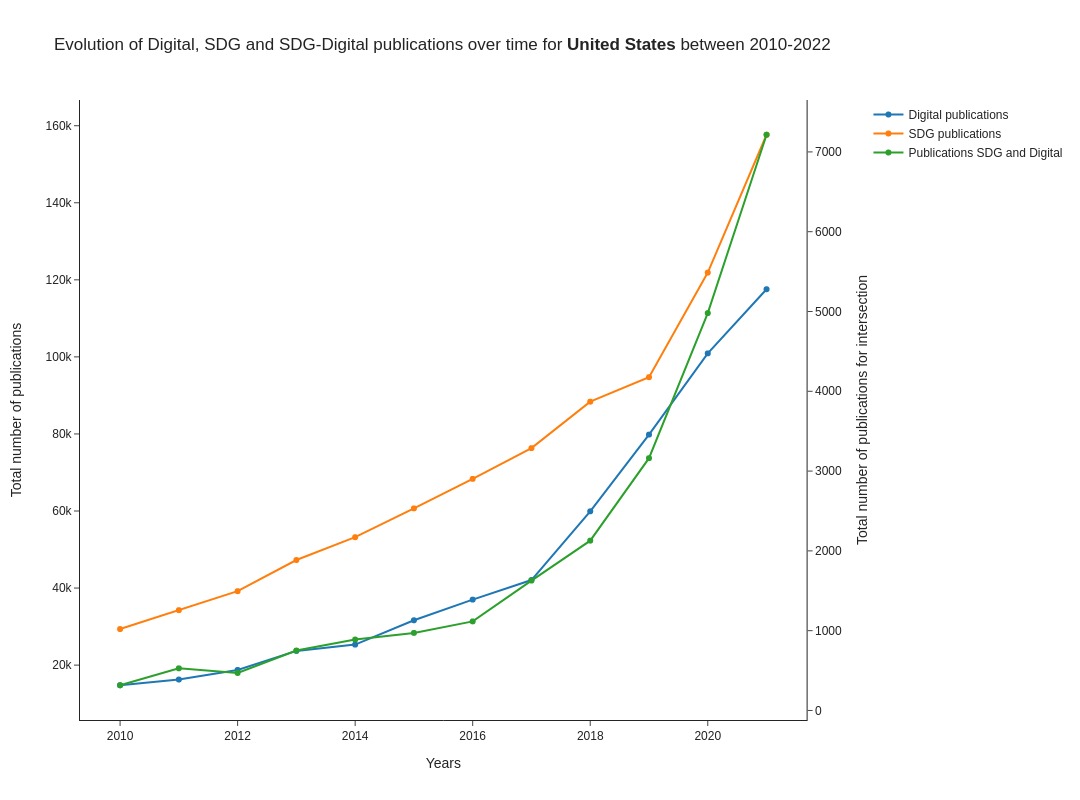 Evolution of Digital, SDG and SDG-Digital publications over time for United States between 2010-2022
Digital publications
SDG publications
Publications SDG and Digital
Total number of publications
160k
140k
120k
100k
80k
60k
40k
20k
7000
6000
5000
4000
3000
2000
1000
0
Total number of publications for intersection
2010
2012
2014
2016
2018
2020
Years